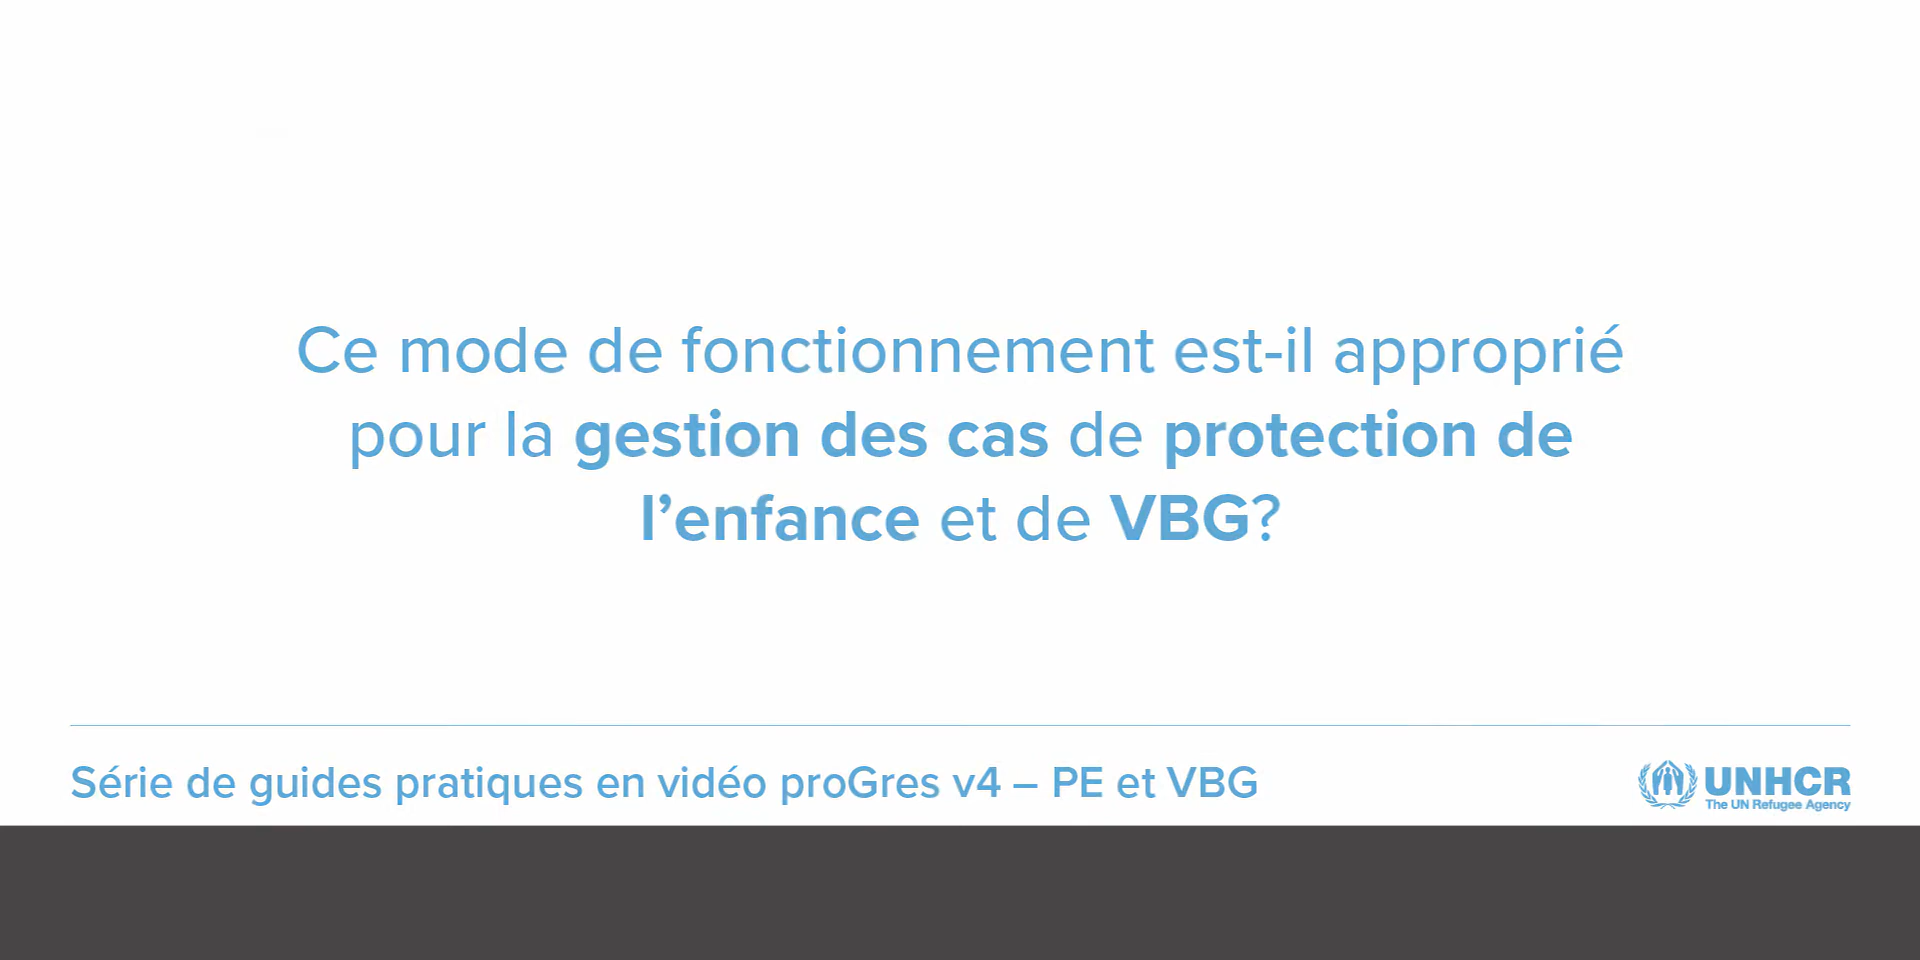 Ce mode de fonctionnement est-il approprié
pour la gestion des cas de protection de
l’enfance et de VBG?
Série de guides pratiques en vidéo proGres v4 – PE et VBG
UNHCR
The UN Refugee Agency